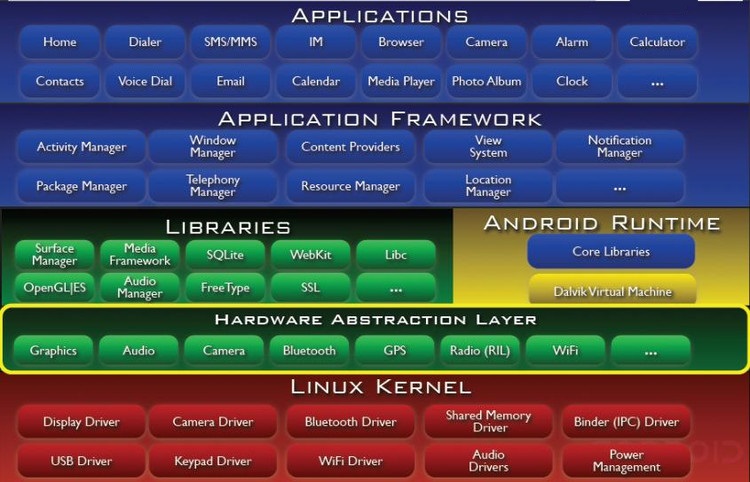 APPLICATIONS
Home Dialer SMS/MMS IM Browser Camera Alarm Calculator
Contacts Voice Dial Email Calendar Media Player Photo Album Clock ...
APPLICATION FRAMEWORK
Activity Manager Window Manager Content Providers View System Notification Manager
Package Manager Telephony Manager Resource Manager Location Manager ...
LIBRARIES
Surface Manager Media Framework SQLite WebKit Libc
OpenGL|ES Audio Manager FreeType SSL ...
ANDROID RUNTIME
Core Libraries
Dalvik Virtual Machine
HARDWARE ABSTRACTION LAYER
Graphics Audio Camera Bluetooth GPS Radio (RIL) WiFi ...
LINUX KERNEL
Display Driver Camera Driver Bluetooth Driver Shared Memory Driver Binder (IPC) Driver
USB Driver Keypad Driver WiFi Driver Audio Drivers Power Management